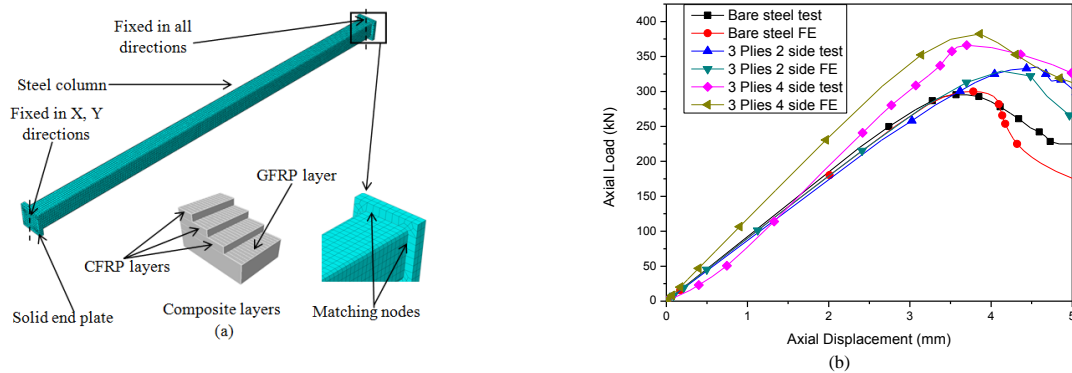 Fixed in all
directions
Steel column
Fixed in X, Y
directions
GFRP layer
CFRP layers
Solid end plate
Composite layers
Matching nodes
(a)
Bare steel test
Bare steel FE
3 Plies 2 side test
3 Plies 2 side FE
3 Plies 4 side test
3 Plies 4 side FE
Axial Load (kN)
400
350
300
250
200
150
100
50
0
0 1 2 3 4 5
Axial Displacement (mm)
(b)